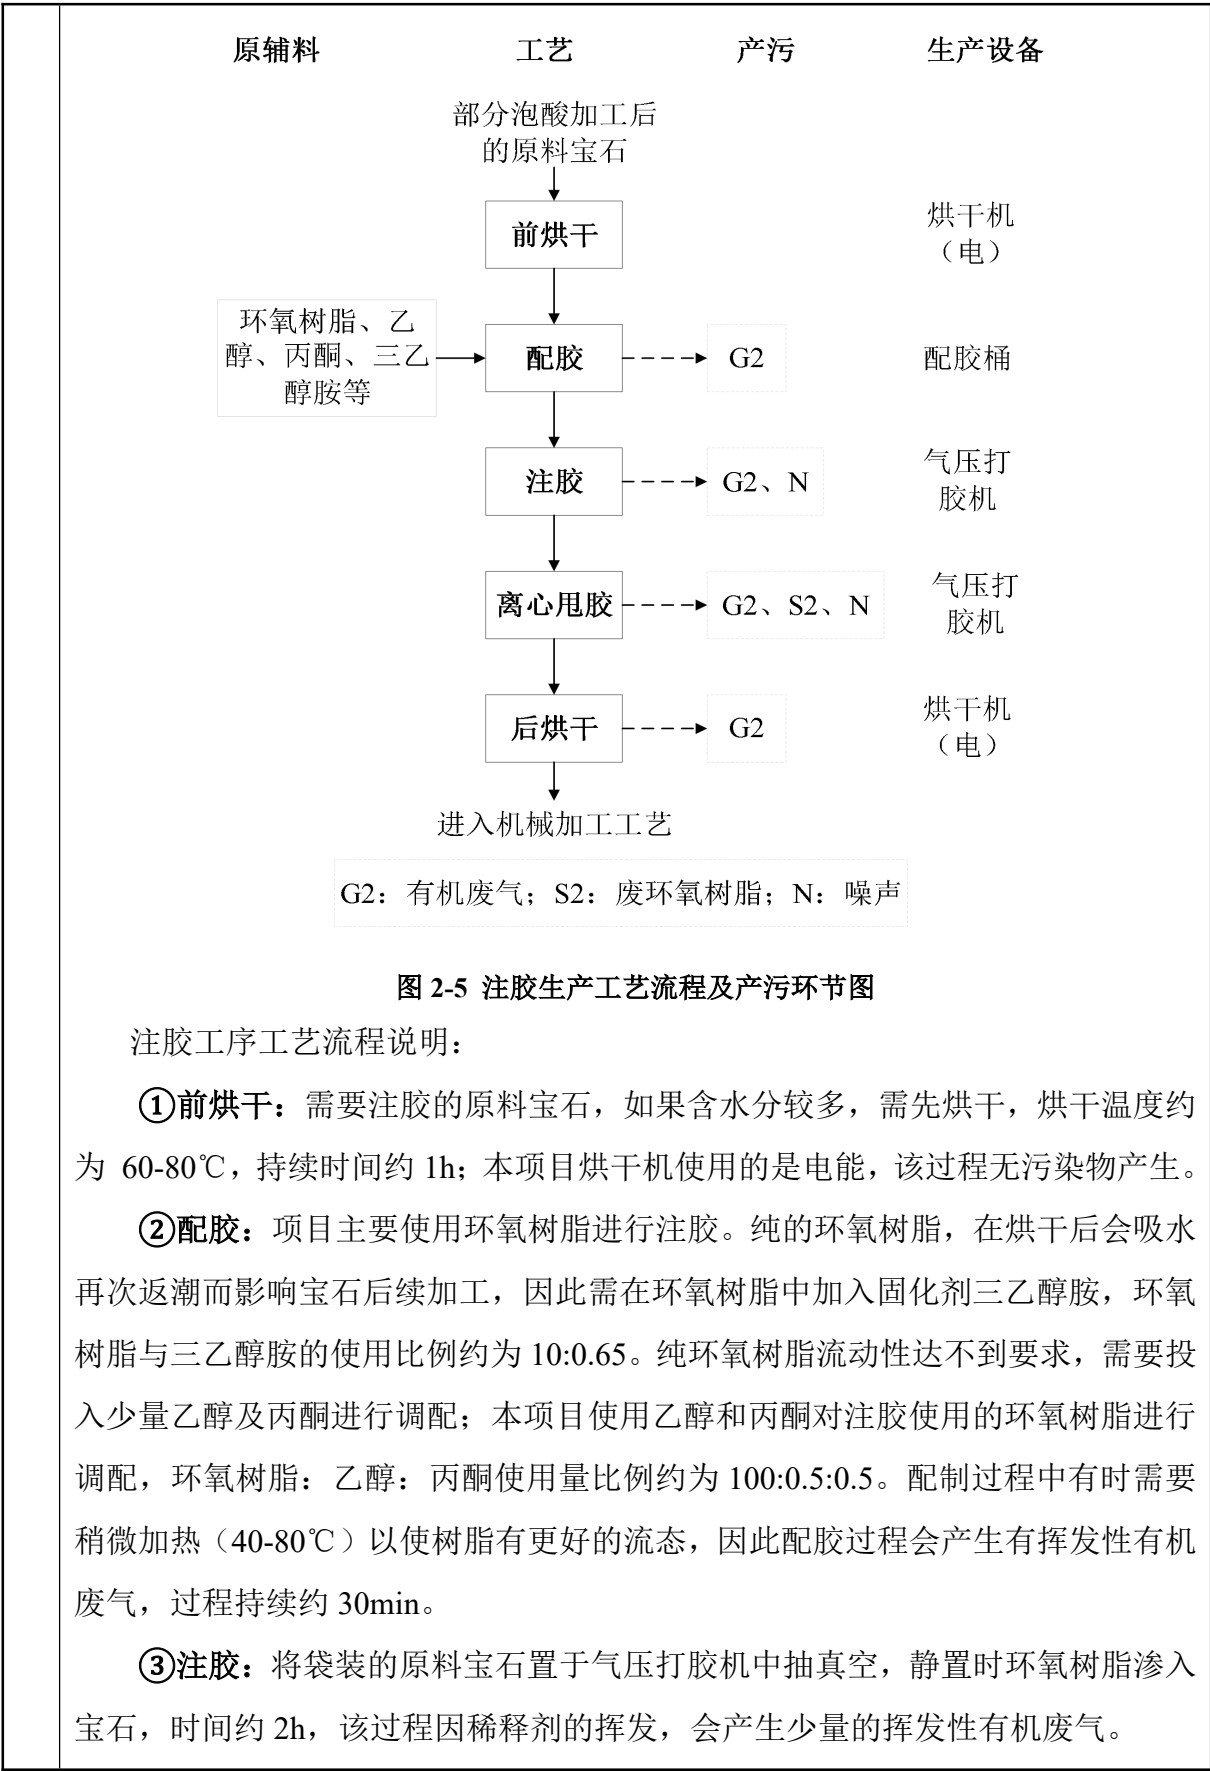 原辅料 工艺 产污 生产设备
部分泡酸加工后
的原料宝石
前烘干
烘干机
（电）
环氧树脂、乙
醇、丙酮、三乙
醇胺等
配胶
G2
配胶桶
注胶
G2、N
气压打
胶机
离心甩胶
G2、S2、N
气压打
胶机
后烘干
G2
烘干机
（电）
进入机械加工工艺
G2：有机废气；S2：废环氧树脂；N：噪声
图 2-5 注胶生产工艺流程及产污环节图
注胶工序工艺流程说明：
①前烘干：需要注胶的原料宝石，如果含水分较多，需先烘干，烘干温度约
为 60-80℃，持续时间约 1h；本项目烘干机使用的是电能，该过程无污染物产生。
②配胶：项目主要使用环氧树脂进行注胶。纯的环氧树脂，在烘干后会吸水
再次返潮而影响宝石后续加工，因此需在环氧树脂中加入固化剂三乙醇胺，环氧
树脂与三乙醇胺的使用比例约为 10:0.65。纯环氧树脂流动性达不到要求，需要投
入少量乙醇及丙酮进行调配；本项目使用乙醇和丙酮对注胶使用的环氧树脂进行
调配，环氧树脂：乙醇：丙酮使用量比例约为 100:0.5:0.5。配制过程中有时需要
稍微加热（40-80℃）以使树脂有更好的流态，因此配胶过程会产生有挥发性有机
废气，过程持续约 30min。
③注胶：将袋装的原料宝石置于气压打胶机中抽真空，静置时环氧树脂渗入
宝石，时间约 2h，该过程因稀释剂的挥发，会产生少量的挥发性有机废气。